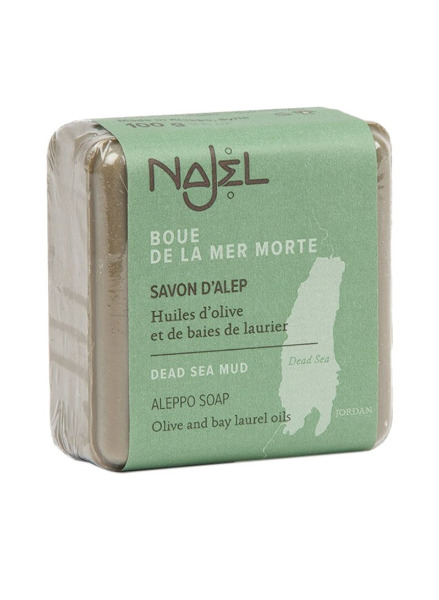 100 g
NAJEL
BOUE
DE LA MER MORTE
SAVON D'ALEP
Huiles d'olive
et de baies de laurier
Dead Sea
DEAD SEA MUD
ALEPPO SOAP
Olive and bay laurel oils
JORDAN